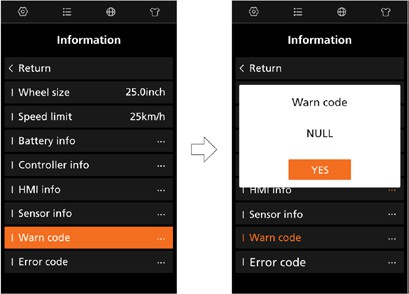 Information
< Return
| Wheel size 25.0inch
| Speed limit 25km/h
| Battery info ...
| Controller info ...
| HMI info ...
| Sensor info ...
| Warn code ...
| Error code ...
Information
< Return
Warn code
NULL
YES
| HMI info ...
| Sensor info ...
| Warn code ...
| Error code ...